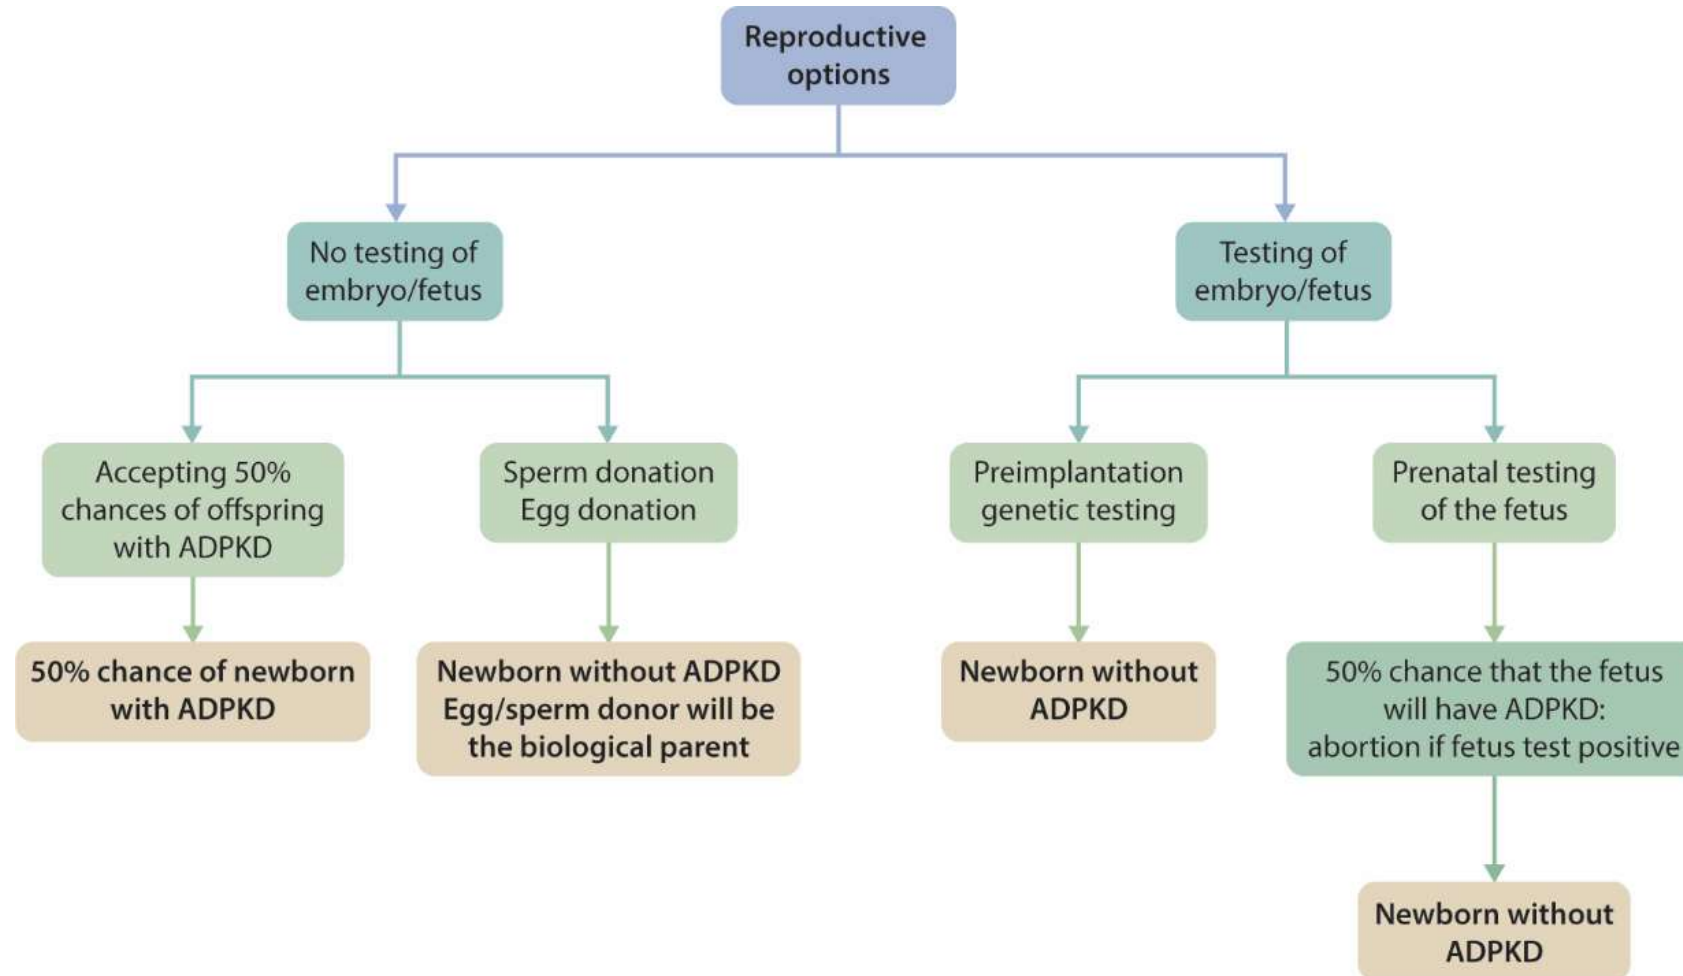 Reproductive
options
No testing of
embryo/fetus
Testing of
embryo/fetus
Accepting 50%
chances of offspring
with ADPKD
Sperm donation
Egg donation
Preimplantation
genetic testing
Prenatal testing
of the fetus
50% chance of newborn
with ADPKD
Newborn without ADPKD
Egg/sperm donor will be
the biological parent
Newborn without
ADPKD
50% chance that the fetus
will have ADPKD:
abortion if fetus test positive
Newborn without
ADPKD